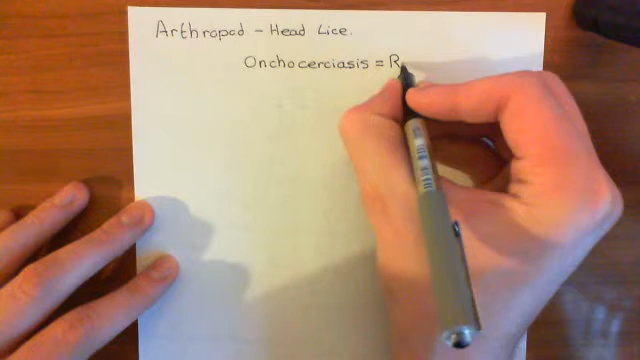 Arthropod - Head Lice.
Onchocerciasis = R